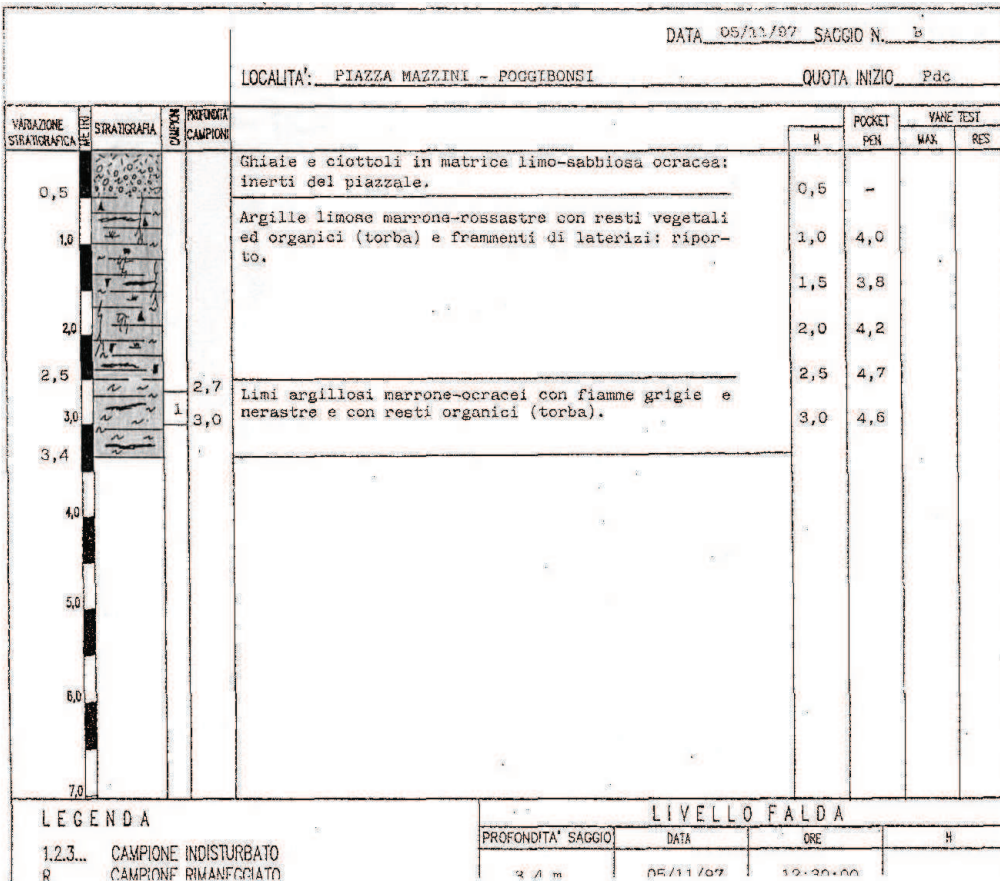 DATA 05/11/97 SAGGIO N. B
LOCALITA': PIAZZA MAZZINI - POGGIBONSI QUOTA INIZIO Pdc
VARIAZIONE STRATIGRAFICA METRI STRATIGRAFIA CAMPIONI PROFONDITA' CAMPIONI H POCKET PEN VANE TEST MAX RES
Ghiaie e ciottoli in matrice limo-sabbiosa ocracea:
inerti del piazzale.
0,5 0,5 -
Argille limose marrone-rossastre con resti vegetali
ed organici (torba) e frammenti di laterizi: ripor-
to.
1,0 1,0 4,0
1,5 3,8
2,0 2,0 4,2
2,5 2,5 4,7
2,7
Limi argillosi marrone-ocracei con fiamme grigie e
nerastre e con resti organici (torba).
3,0 1 3,0 3,0 4,6
3,4
4,0
5,0
6,0
7,0
LEGENDA LIVELLO FALDA
PROFONDITA' SAGGIO DATA ORE H
1.2.3... CAMPIONE INDISTURBATO
R CAMPIONE RIMANEGGIATO 3,4 m 05/11/97 12:30:00